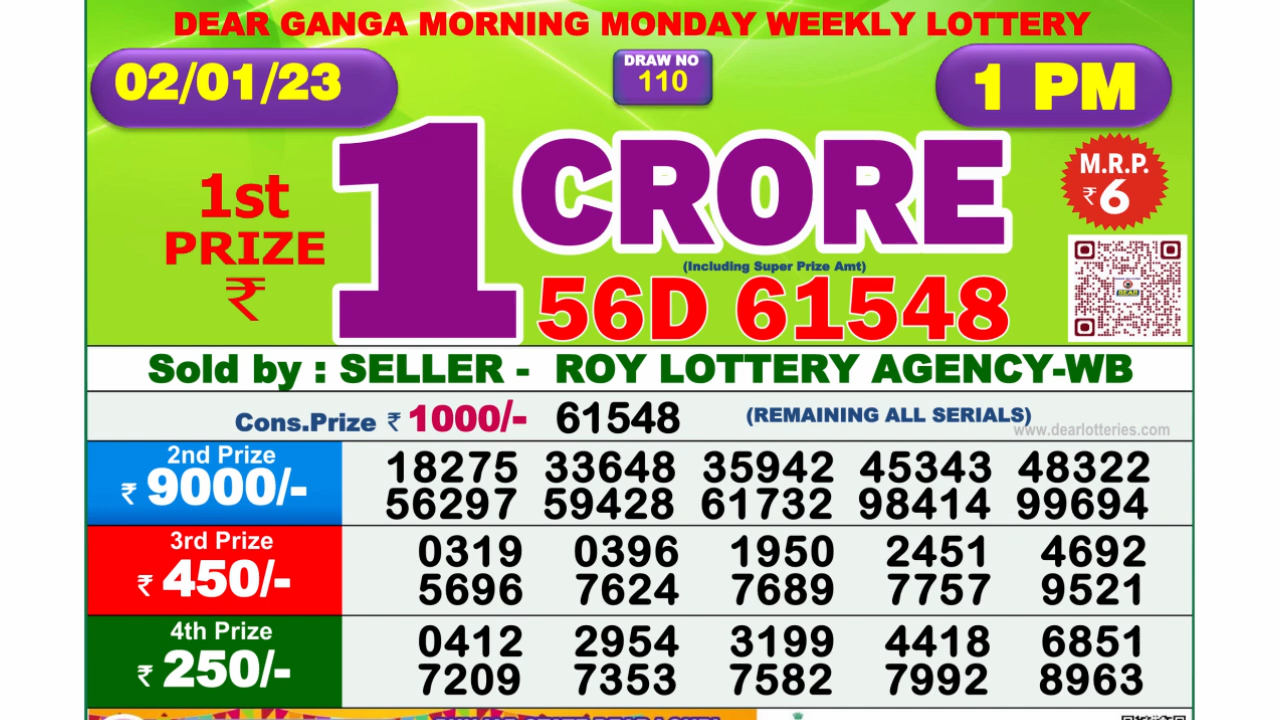 DEAR GANGA MORNING MONDAY WEEKLY LOTTERY
02/01/23
DRAW NO
110
1 PM
1st
PRIZE
₹
1 CRORE
(Including Super Prize Amt)
56D 61548
M.R.P.
₹ 6
DEAR
Sold by : SELLER - ROY LOTTERY AGENCY-WB
Cons.Prize ₹ 1000/- 61548 (REMAINING ALL SERIALS)
www.dearlotteries.com
2nd Prize
₹ 9000/-
18275 33648 35942 45343 48322
56297 59428 61732 98414 99694
3rd Prize
₹ 450/-
0319 0396 1950 2451 4692
5696 7624 7689 7757 9521
4th Prize
₹ 250/-
0412 2954 3199 4418 6851
7209 7353 7582 7992 8963